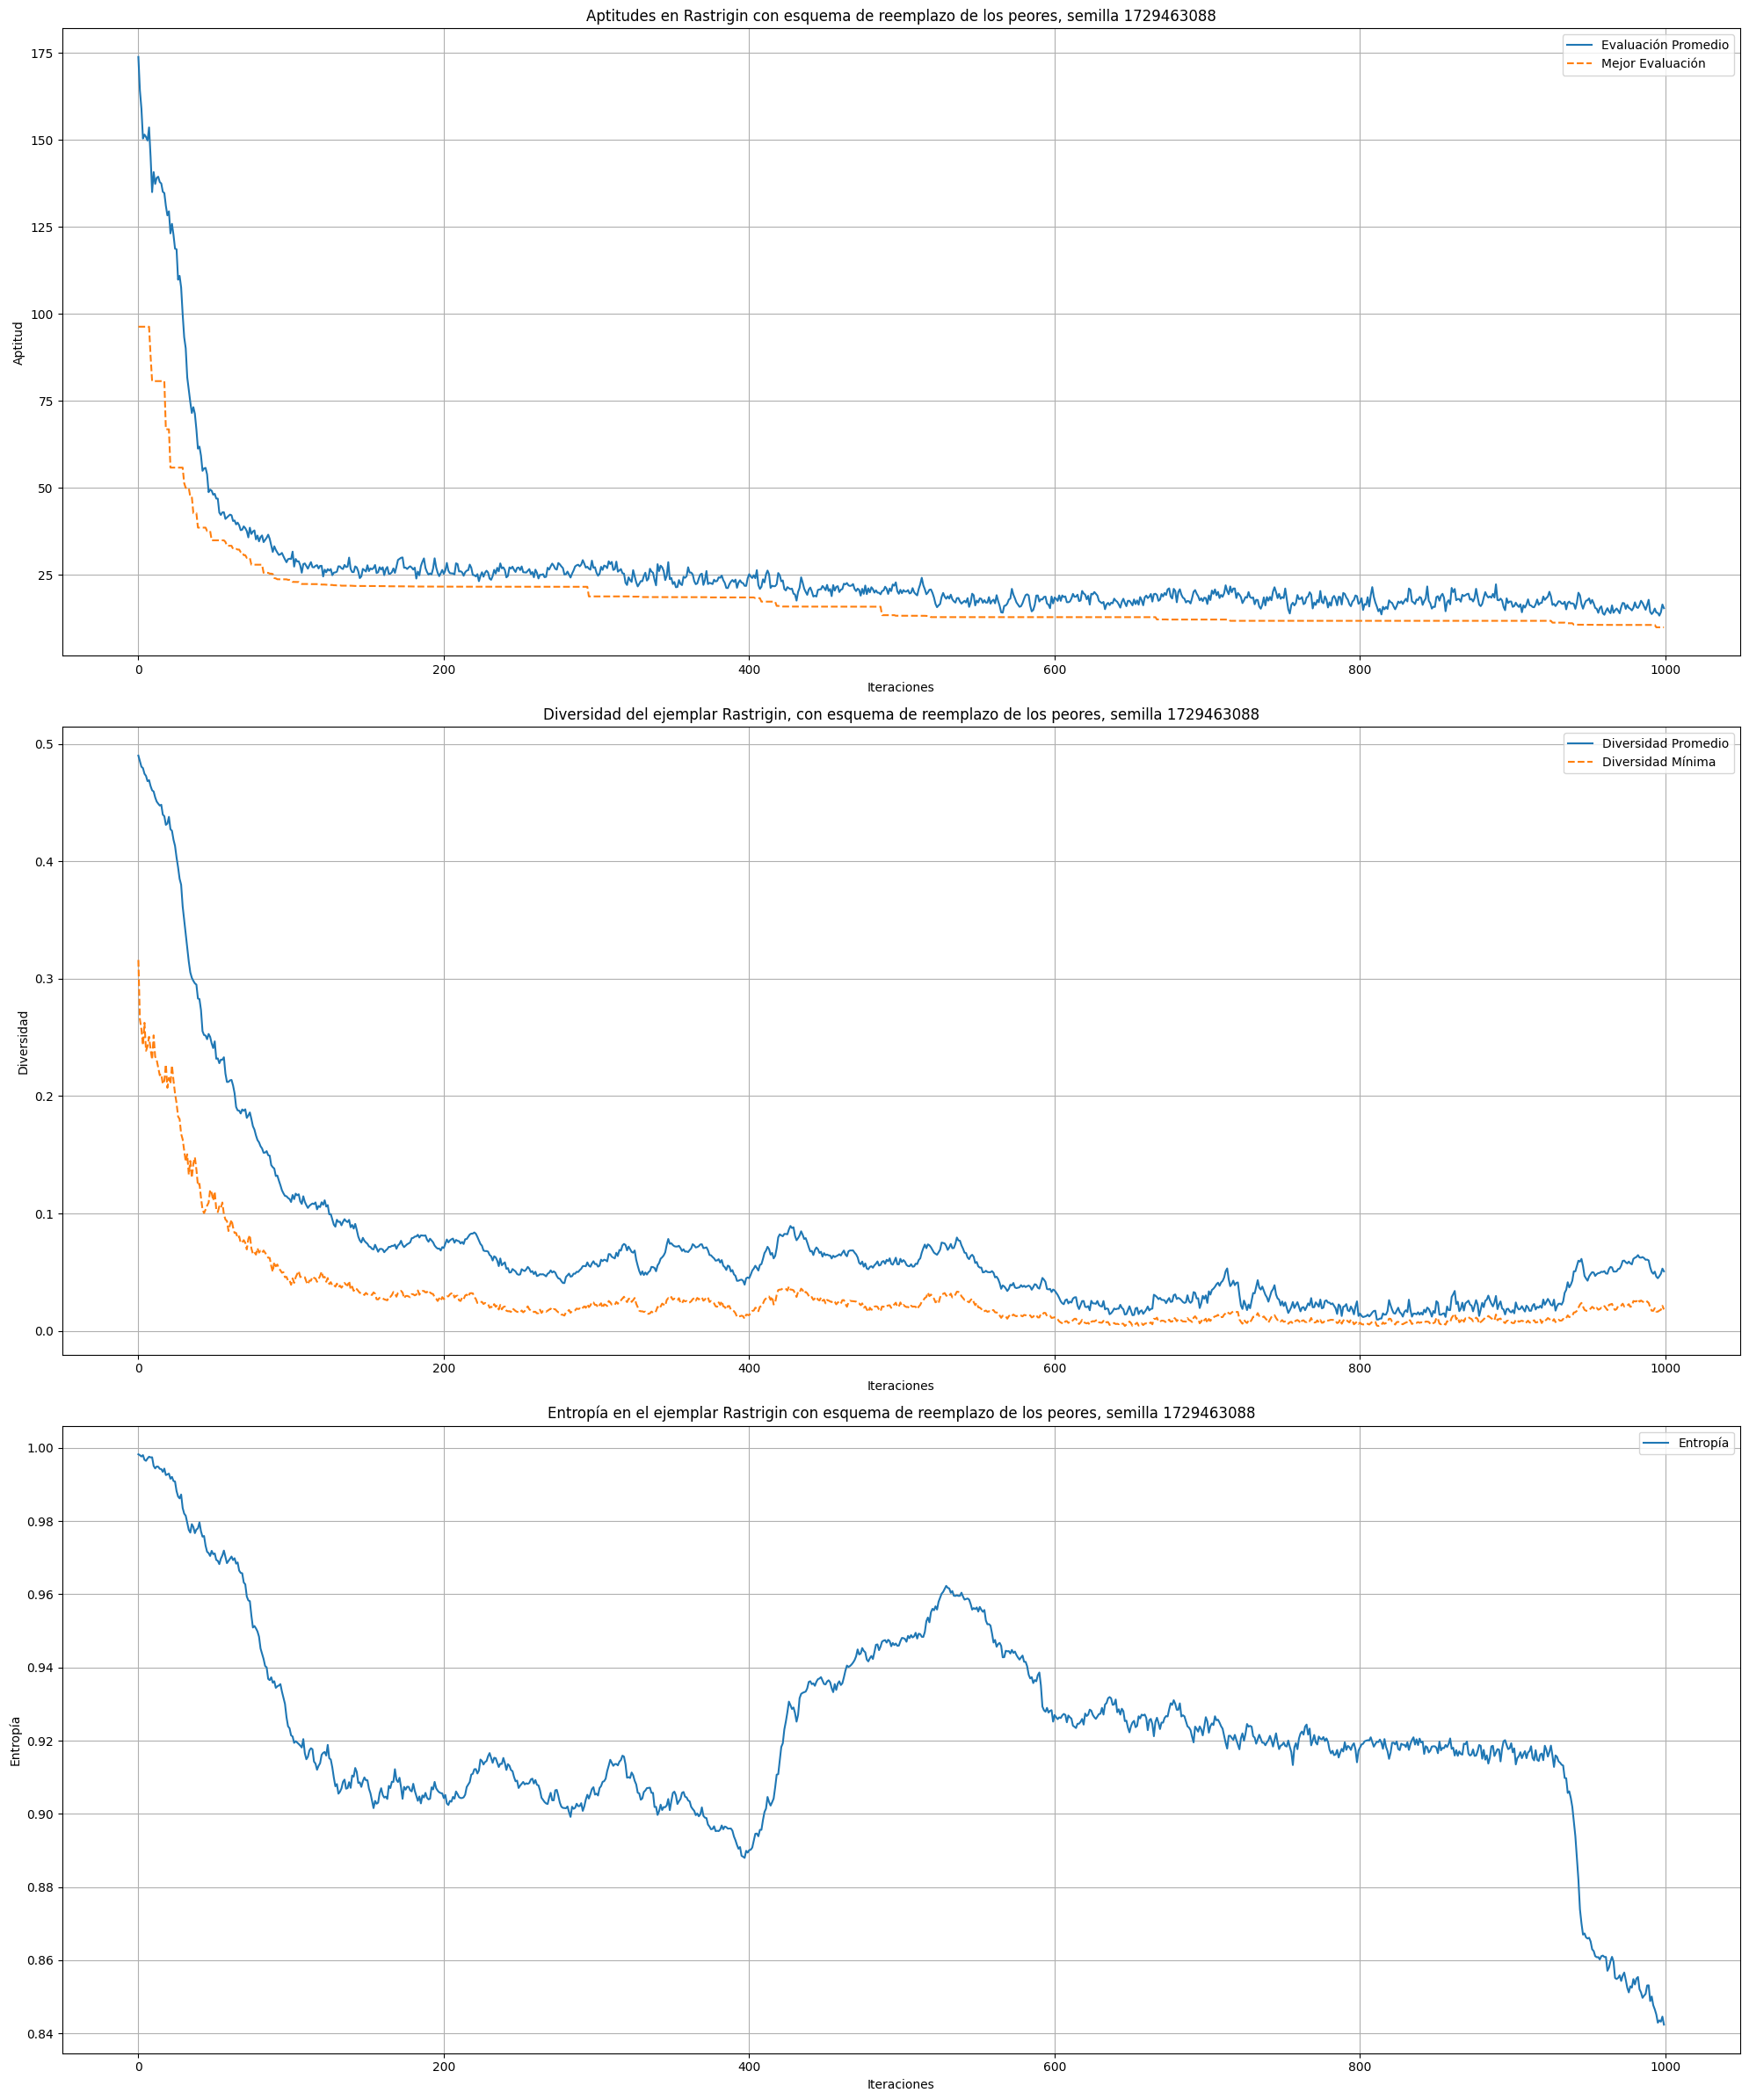 Aptitudes en Rastrigin con esquema de reemplazo de los peores, semilla 1729463088
175
150
125
100
75
50
25
Aptitud
Evaluación Promedio
Mejor Evaluación
0
200
400
600
800
1000
Iteraciones
Diversidad del ejemplar Rastrigin, con esquema de reemplazo de los peores, semilla 1729463088
0.5
0.4
0.3
0.2
0.1
0.0
Diversidad
Diversidad Promedio
Diversidad Mínima
0
200
400
600
800
1000
Iteraciones
Entropía en el ejemplar Rastrigin con esquema de reemplazo de los peores, semilla 1729463088
1.00
0.98
0.96
0.94
0.92
0.90
0.88
0.86
0.84
Entropía
Entropía
0
200
400
600
800
1000
Iteraciones